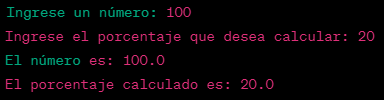 Ingrese un número: 100
Ingrese el porcentaje que desea calcular: 20
El número es: 100.0
El porcentaje calculado es: 20.0